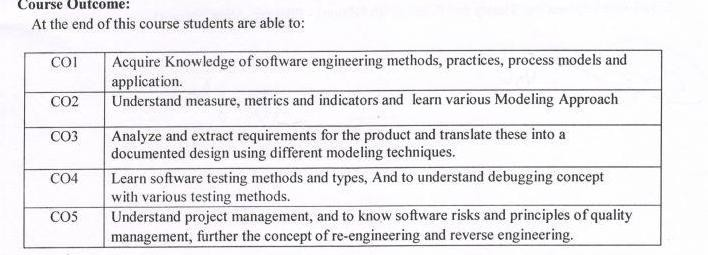 Course Outcome:
At the end of this course students are able to:
CO1 Acquire Knowledge of software engineering methods, practices, process models and
application.
CO2 Understand measure, metrics and indicators and learn various Modeling Approach
CO3 Analyze and extract requirements for the product and translate these into a
documented design using different modeling techniques.
CO4 Learn software testing methods and types, And to understand debugging concept
with various testing methods.
CO5 Understand project management, and to know software risks and principles of quality
management, further the concept of re-engineering and reverse engineering.